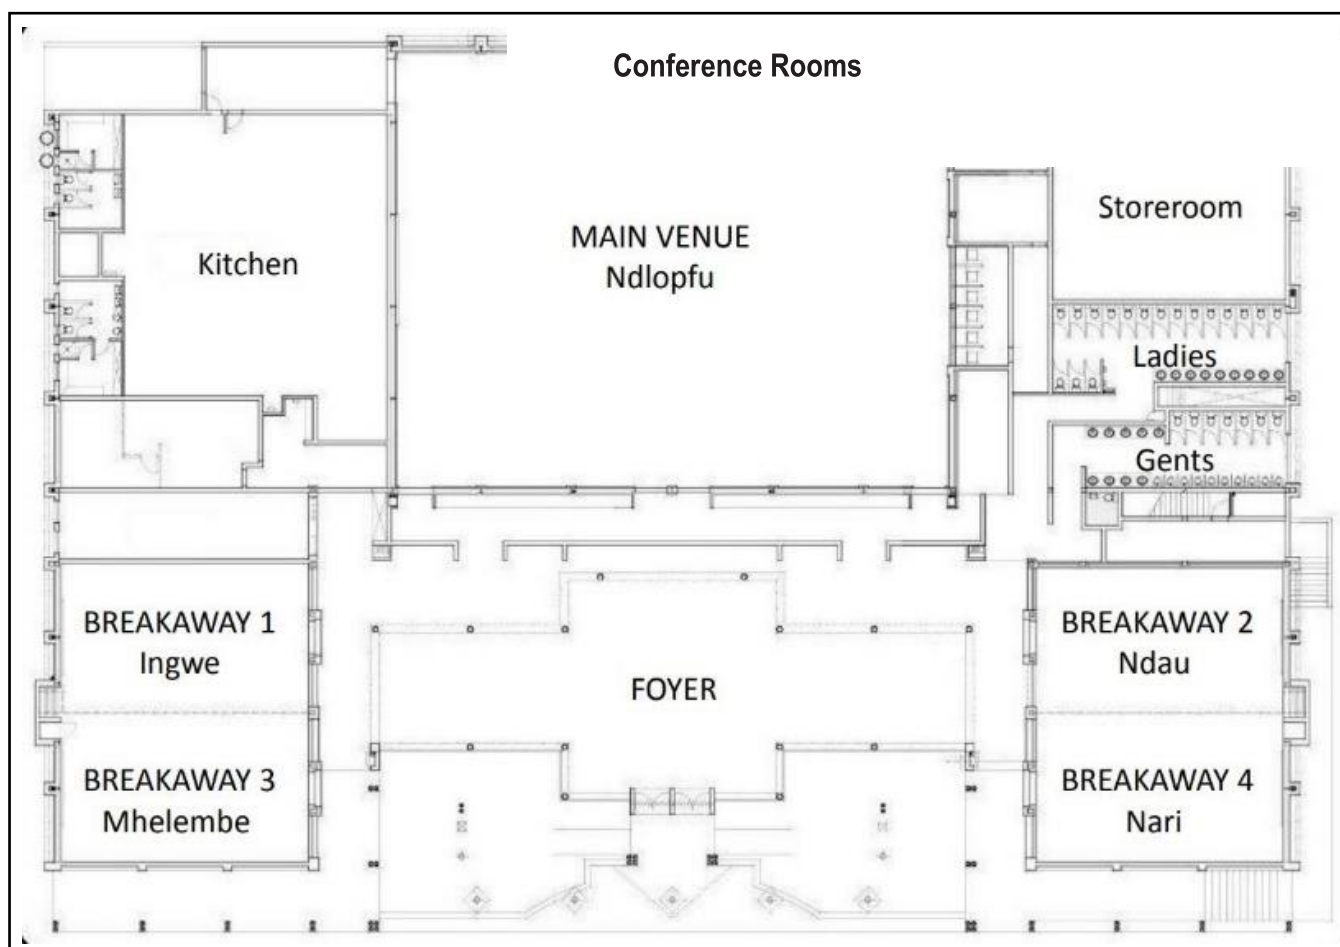 Conference Rooms
Storeroom
MAIN VENUE
Ndlopfu
Kitchen
Ladies
Gents
BREAKAWAY 1
Ingwe
BREAKAWAY 2
Ndau
FOYER
BREAKAWAY 3
Mhelembe
BREAKAWAY 4
Nari